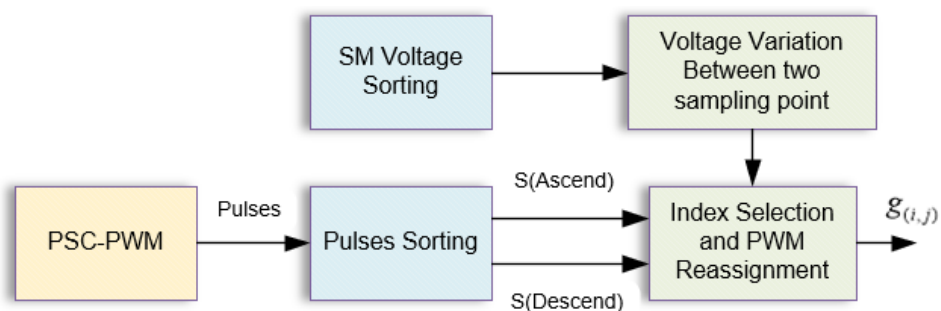 SM Voltage
Sorting
Voltage Variation
Between two
sampling point
PSC-PWM
Pulses
Pulses Sorting
S(Ascend)
S(Descend)
Index Selection
and PWM
Reassignment
g(i,j)